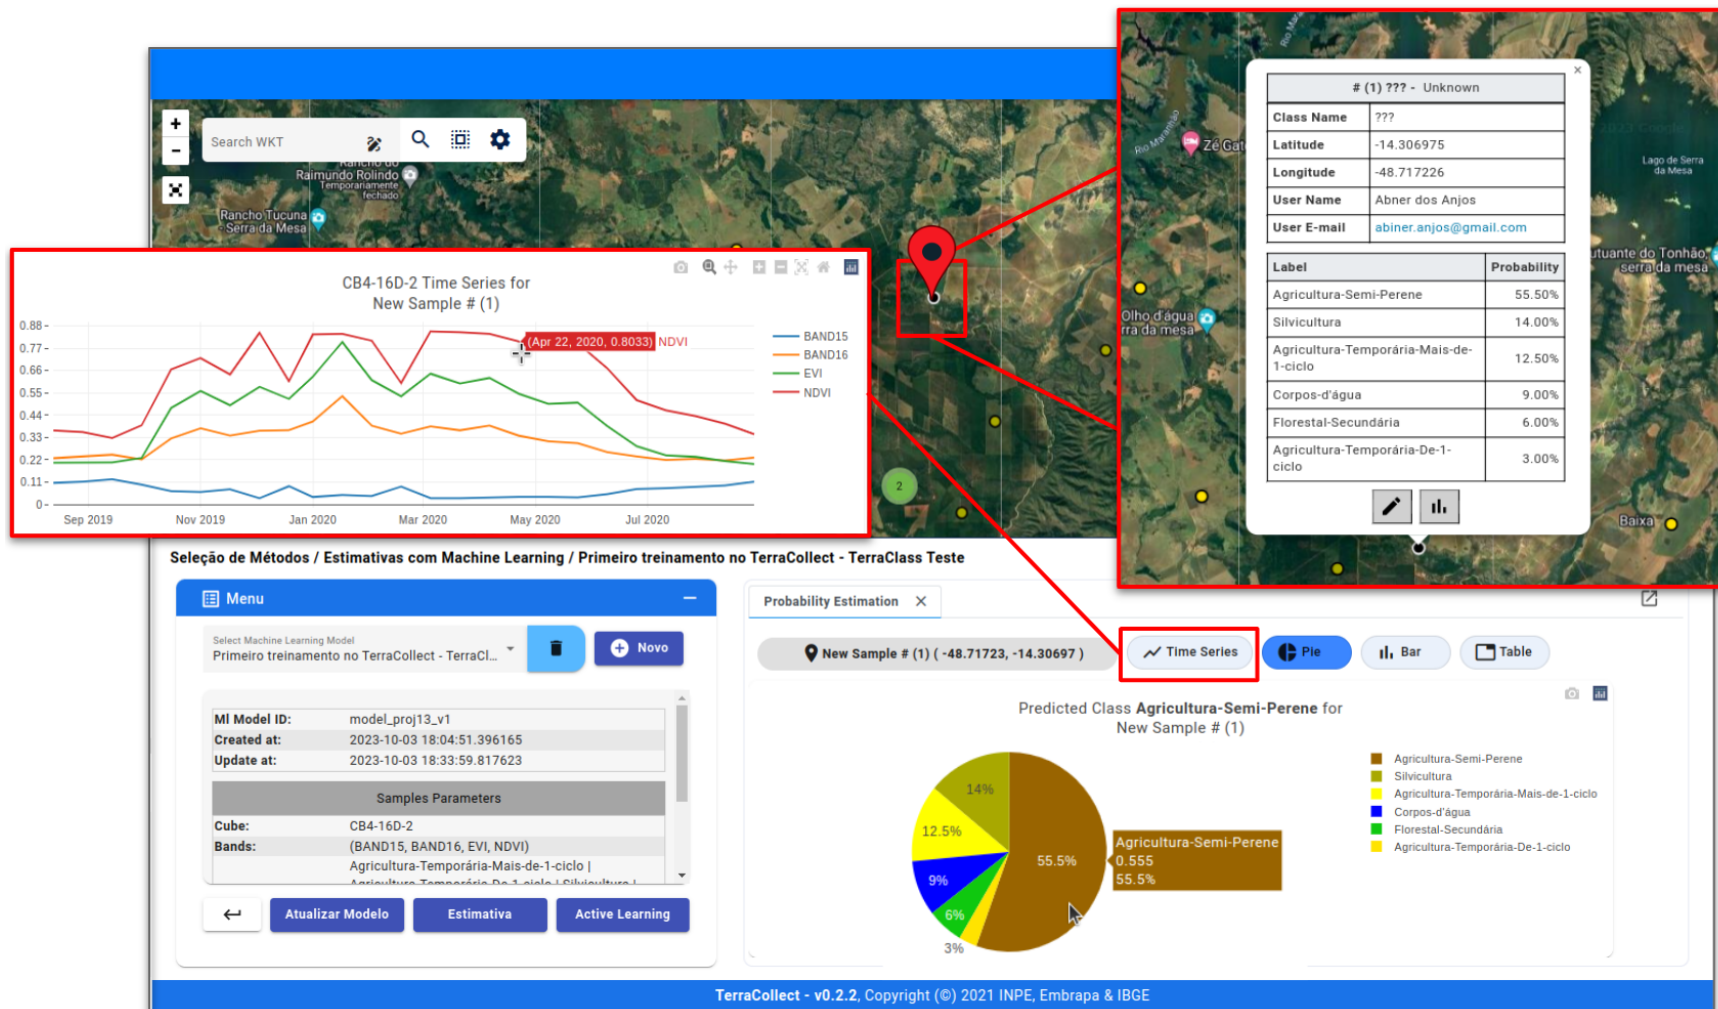 +
-
Search WKT
Rancho do
Raimundo Rolindo
Temporariamente
fechado
Rancho Tucuna
- Serra da Mesa
2
CB4-16D-2 Time Series for
New Sample # (1)
0.88
0.77
0.66
0.55
0.44
0.33
0.22
0.11
0
Sep 2019
Nov 2019
Jan 2020
Mar 2020
May 2020
Jul 2020
(Apr 22, 2020, 0.8033) NDVI
BAND15
BAND16
EVI
NDVI
Rio Maranhão
Zé Gat
Olho d'água
rra da mesa
2023 Google
Lago de Serra
da Mesa
utuante do Tonhão,
serra da mesa
Baixa
×
# (1) ??? - Unknown
Class Name ???
Latitude -14.306975
Longitude -48.717226
User Name Abner dos Anjos
User E-mail abiner.anjos@gmail.com
Label Probability
Agricultura-Semi-Perene 55.50%
Silvicultura 14.00%
Agricultura-Temporária-Mais-de-
1-ciclo 12.50%
Corpos-d'água 9.00%
Florestal-Secundária 6.00%
Agricultura-Temporária-De-1-
ciclo 3.00%
Seleção de Métodos / Estimativas com Machine Learning / Primeiro treinamento no TerraCollect - TerraClass Teste
Menu
Select Machine Learning Model
Primeiro treinamento no TerraCollect - TerraCl...
Novo
Ml Model ID: model_proj13_v1
Created at: 2023-10-03 18:04:51.396165
Update at: 2023-10-03 18:33:59.817623
Samples Parameters
Cube: CB4-16D-2
Bands: (BAND15, BAND16, EVI, NDVI)
Agricultura-Temporária-Mais-de-1-ciclo |
Agricultura-Temporária-De-1-ciclo | Silvicultura |
Atualizar Modelo
Estimativa
Active Learning
Probability Estimation ×
New Sample # (1) ( -48.71723, -14.30697 )
Time Series
Pie
Bar
Table
Predicted Class Agricultura-Semi-Perene for
New Sample # (1)
14%
12.5%
9%
6%
3%
55.5%
Agricultura-Semi-Perene
0.555
55.5%
Agricultura-Semi-Perene
Silvicultura
Agricultura-Temporária-Mais-de-1-ciclo
Corpos-d'água
Florestal-Secundária
Agricultura-Temporária-De-1-ciclo
TerraCollect - v0.2.2, Copyright (©) 2021 INPE, Embrapa & IBGE